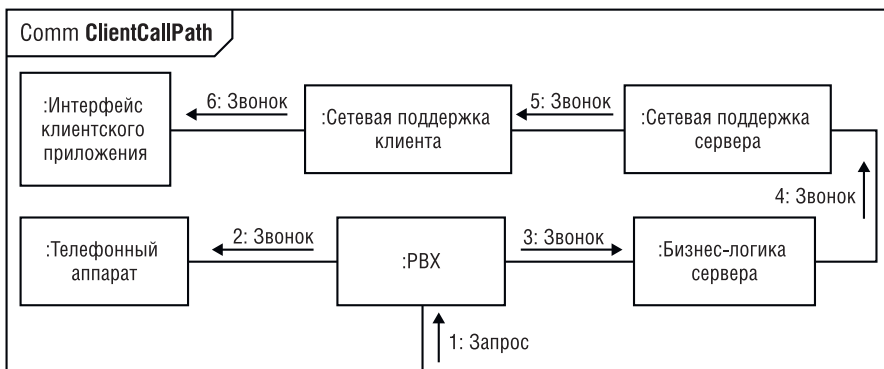 Comm ClientCallPath
:Интерфейс
клиентского
приложения
6: Звонок
:Сетевая поддержка
клиента
5: Звонок
:Сетевая поддержка
сервера
4: Звонок
:Телефонный
аппарат
2: Звонок
:PBX
3: Звонок
:Бизнес-логика
сервера
1: Запрос